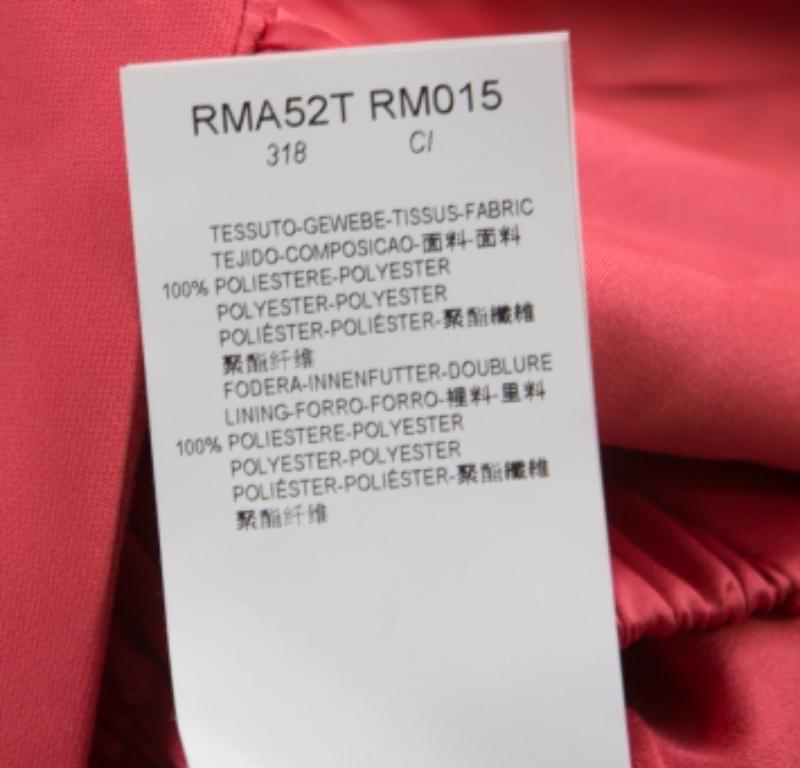 RMA52T RM015
318 CI
TESSUTO-GEWEBE-TISSUS-FABRIC
TEJIDO-COMPOSICAO-面料-面料
100% POLIESTERE-POLYESTER
POLYESTER-POLYESTER
POLIÉSTER-POLIÉSTER-聚酯纖維
聚酯纤维
FODERA-INNENFUTTER-DOUBLURE
LINING-FORRO-FORRO-裡料-里料
100% POLIESTERE-POLYESTER
POLYESTER-POLYESTER
POLIÉSTER-POLIÉSTER-聚酯纖維
聚酯纤维